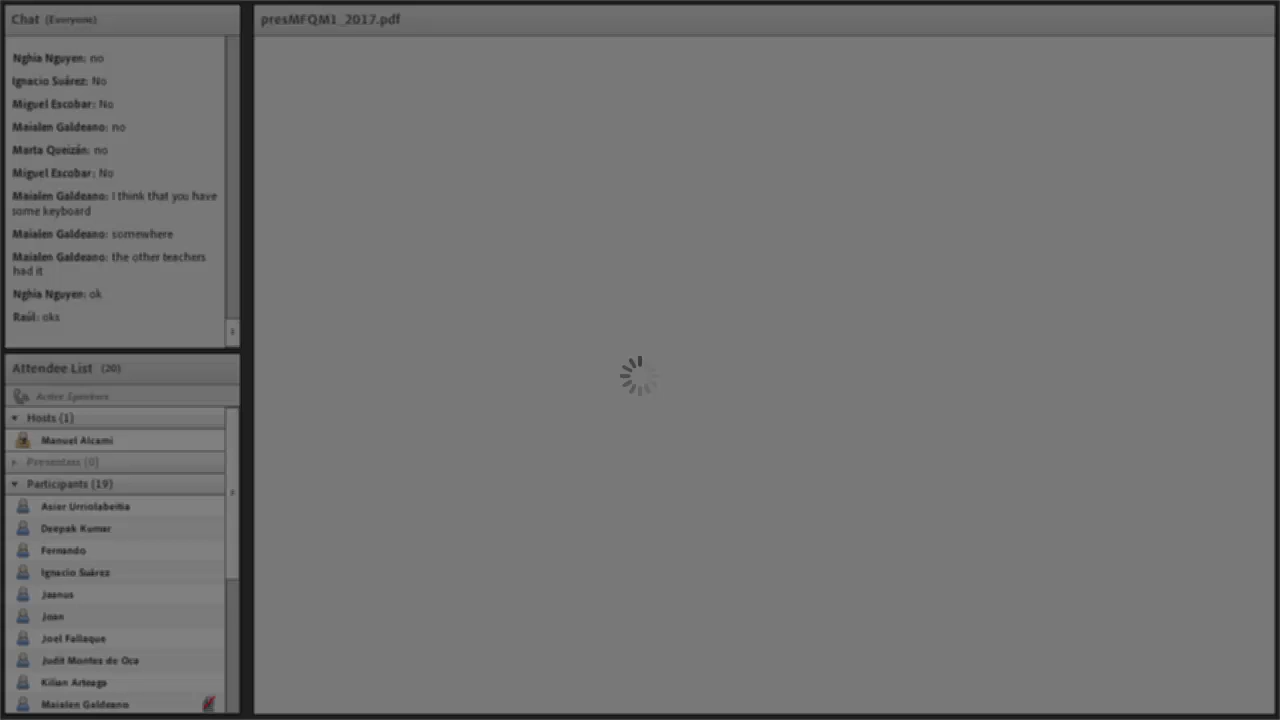 Chat (Everyone)
Nghia Nguyen: no
Ignacio Suárez: No
Miguel Escobar: No
Maialen Galdeano: no
Marta Queizán: no
Miguel Escobar: No
Maialen Galdeano: I think that you have
some keyboard
Maialen Galdeano: somewhere
Maialen Galdeano: the other teachers
had it
Nghia Nguyen: ok
Raúl: oks
Attendee List (20)
Active Speakers
Hosts (1)
Manuel Alcami
Presenters (0)
Participants (19)
Asier Urriolabeitia
Deepak Kumar
Fernando
Ignacio Suárez
Jaanus
Joan
Joel Fallaque
Judit Montes de Oca
Kilian Arteaga
Maialen Galdeano
presMFQM1_2017.pdf